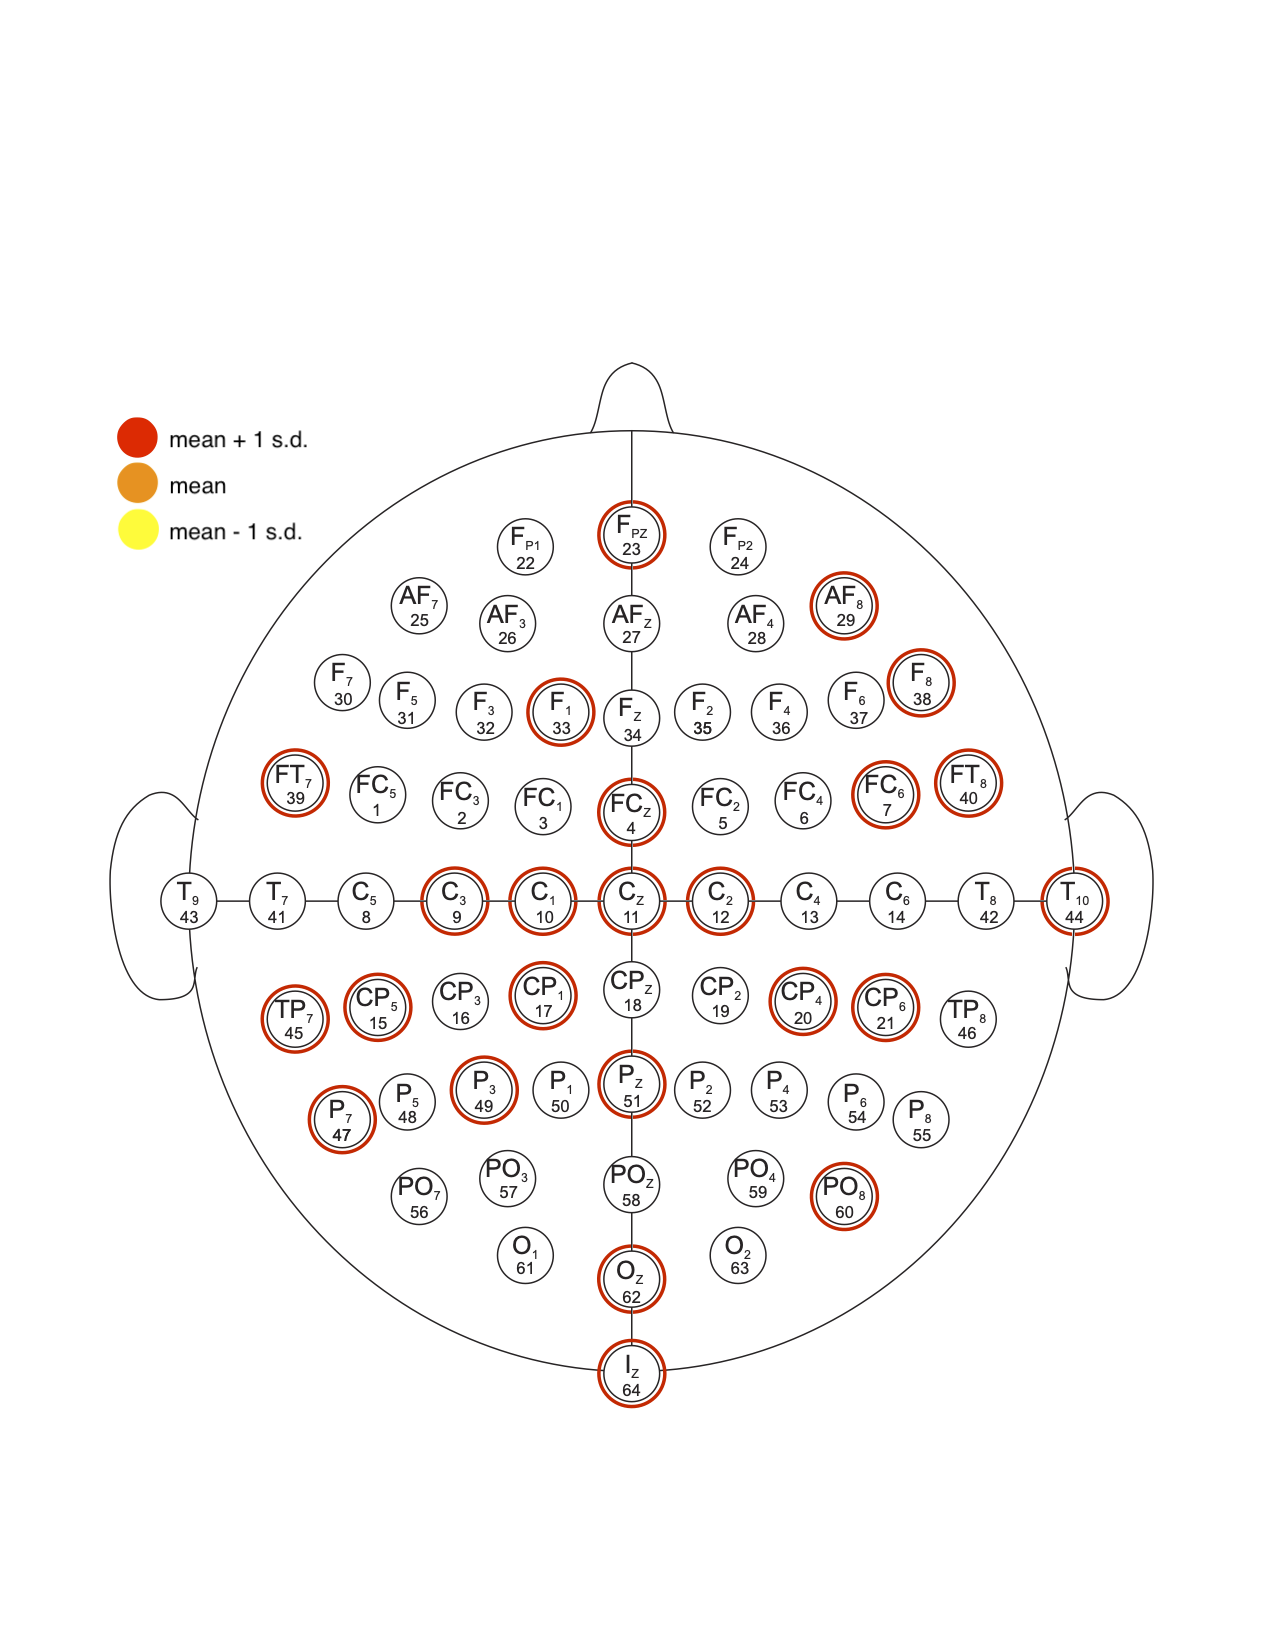 mean + 1 s.d.
mean
mean - 1 s.d.
FP1 FPZ FP2
22 23 24
AF7 AF3 AFZ AF4 AF8
25 26 27 28 29
F7 F5 F3 F1 FZ F2 F4 F6 F8
30 31 32 33 34 35 36 37 38
FT7 FC5 FC3 FC1 FCZ FC2 FC4 FC6 FT8
39 1 2 3 4 5 6 7 40
T9 T7 C5 C3 C1 CZ C2 C4 C6 T8 T10
43 41 8 9 10 11 12 13 14 42 44
TP7 CP5 CP3 CP1 CPZ CP2 CP4 CP6 TP8
45 15 16 17 18 19 20 21 46
P7 P5 P3 P1 PZ P2 P4 P6 P8
47 48 49 50 51 52 53 54 55
PO7 PO3 POZ PO4 PO8
56 57 58 59 60
O1 OZ O2
61 62 63
IZ
64